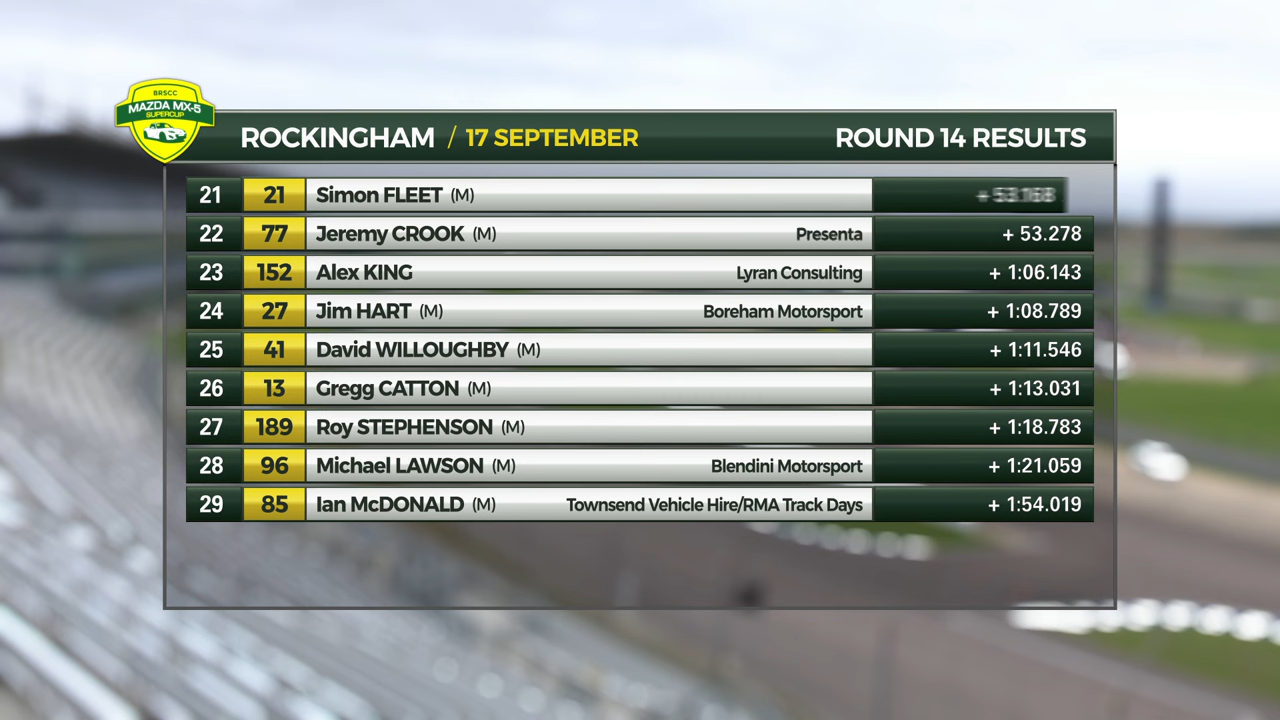 BRSCC
MAZDA MX-5
SUPERCUP
ROCKINGHAM / 17 SEPTEMBER ROUND 14 RESULTS
21 21 Simon FLEET (M) + 53.168
22 77 Jeremy CROOK (M) Presenta + 53.278
23 152 Alex KING Lyran Consulting + 1:06.143
24 27 Jim HART (M) Boreham Motorsport + 1:08.789
25 41 David WILLOUGHBY (M) + 1:11.546
26 13 Gregg CATTON (M) + 1:13.031
27 189 Roy STEPHENSON (M) + 1:18.783
28 96 Michael LAWSON (M) Blendini Motorsport + 1:21.059
29 85 Ian McDONALD (M) Townsend Vehicle Hire/RMA Track Days + 1:54.019